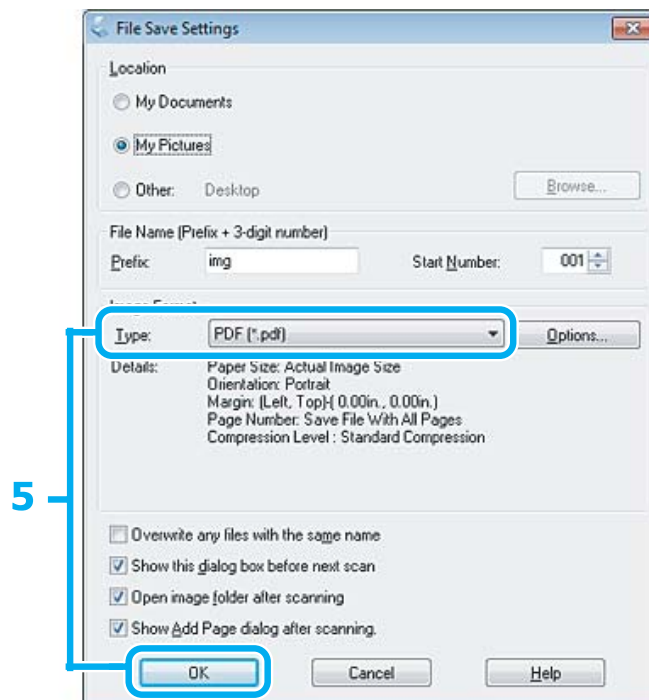 File Save Settings
Location
My Documents
My Pictures
Other: Desktop Browse...
File Name (Prefix + 3-digit number)
Prefix img Start Number: 001
Image Format
Type: PDF (*.pdf) Options...
Details: Paper Size: Actual Image Size
Orientation: Portrait
Margin: (Left, Top)-( 0.00in., 0.00in.)
Page Number: Save File With All Pages
Compression Level : Standard Compression
5
Overwrite any files with the same name
Show this dialog box before next scan
Open image folder after scanning
Show Add Page dialog after scanning.
OK Cancel Help